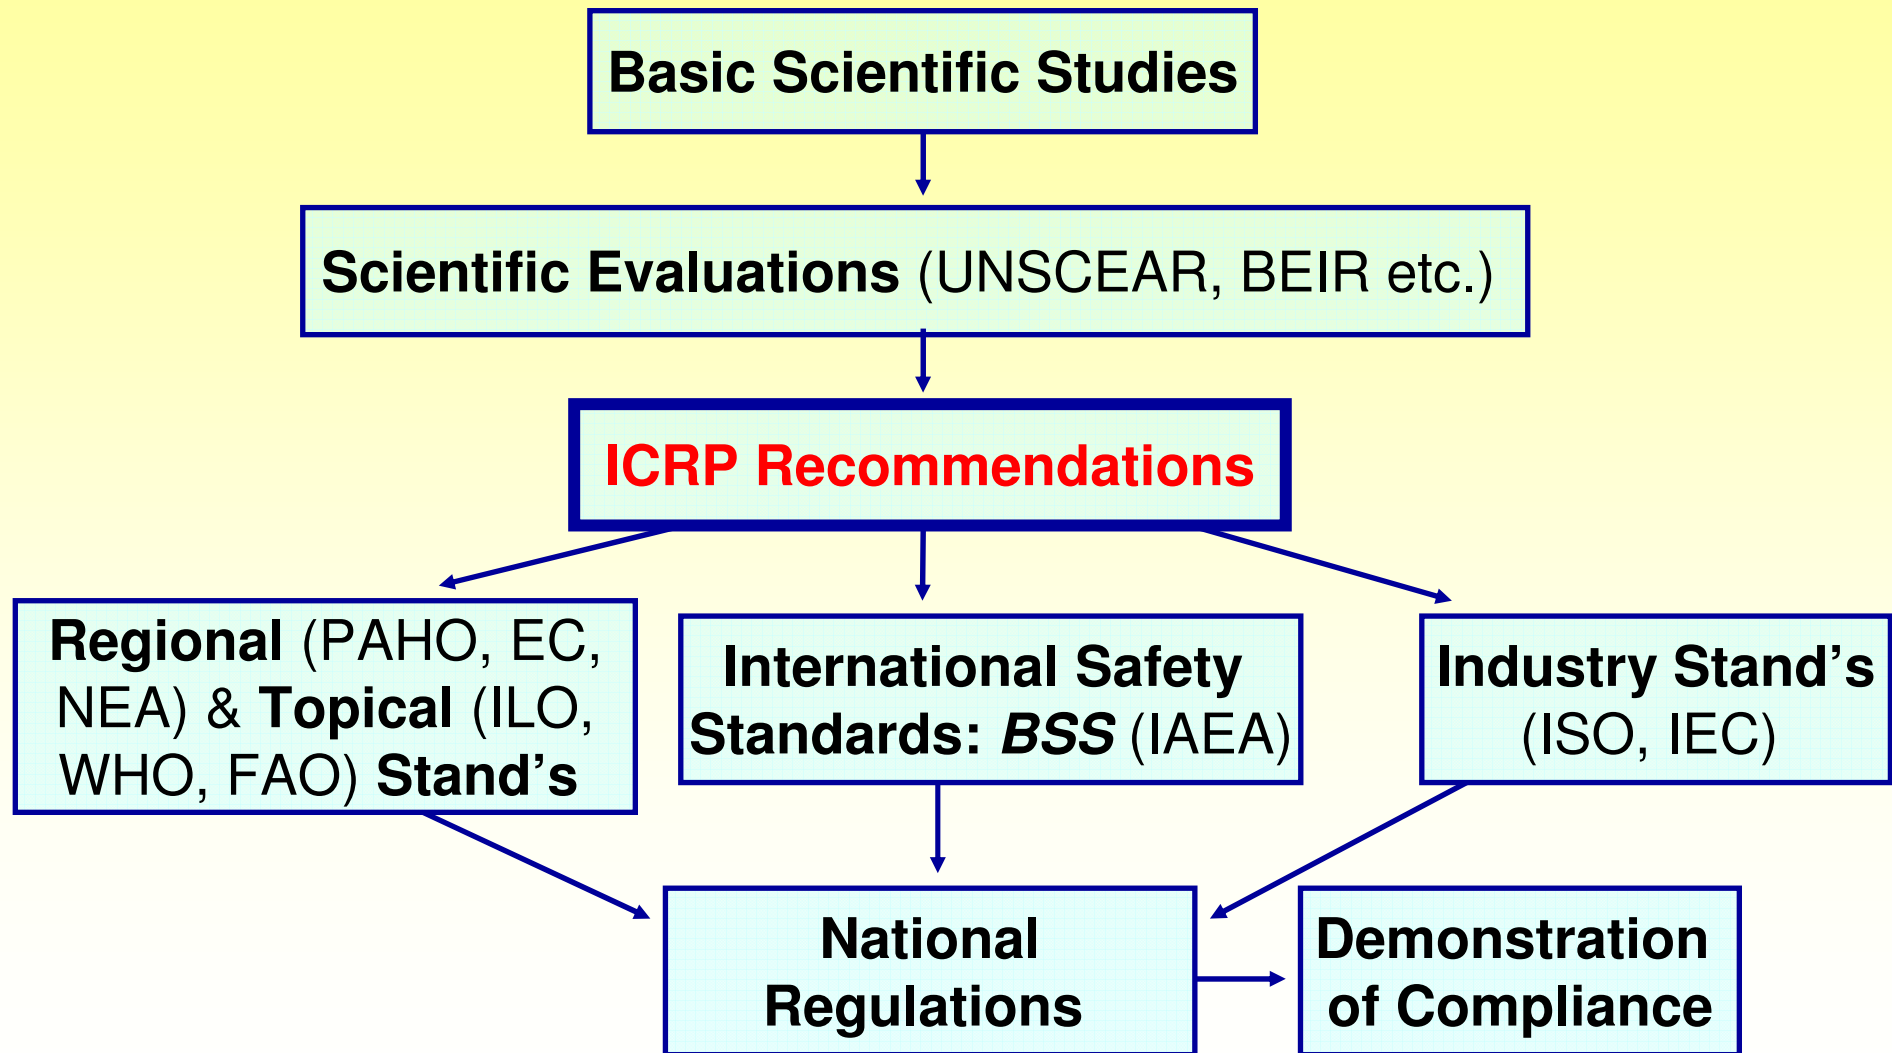 Basic Scientific Studies
Scientific Evaluations (UNSCEAR, BEIR etc.)
ICRP Recommendations
Regional (PAHO, EC,
NEA) & Topical (ILO,
WHO, FAO) Stand's
International Safety
Standards: BSS (IAEA)
Industry Stand's
(ISO, IEC)
National
Regulations
Demonstration
of Compliance